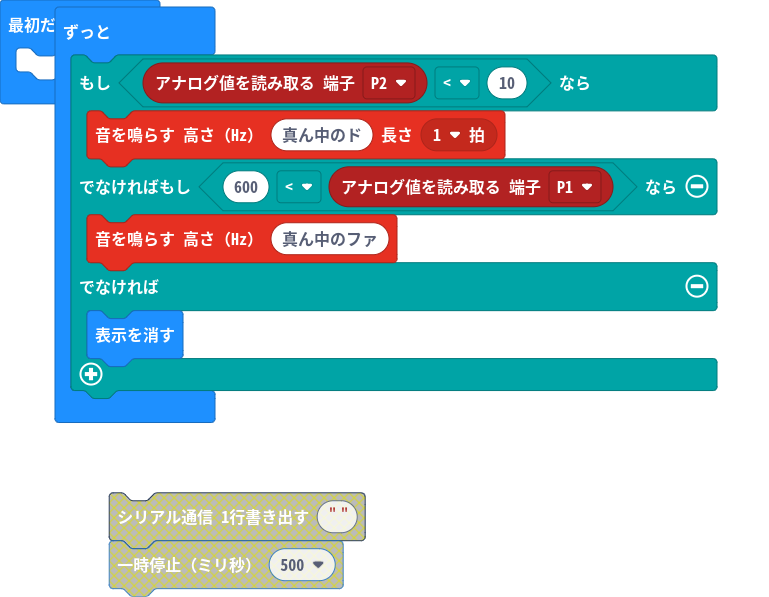 最初だ
ずっと
もし アナログ値を読み取る 端子 P2 < 10 なら
音を鳴らす 高さ（Hz） 真ん中のド 長さ 1 拍
でなければもし 600 < アナログ値を読み取る 端子 P1 なら
音を鳴らす 高さ（Hz） 真ん中のファ
でなければ
表示を消す
シリアル通信 1行書き出す " "
一時停止（ミリ秒） 500